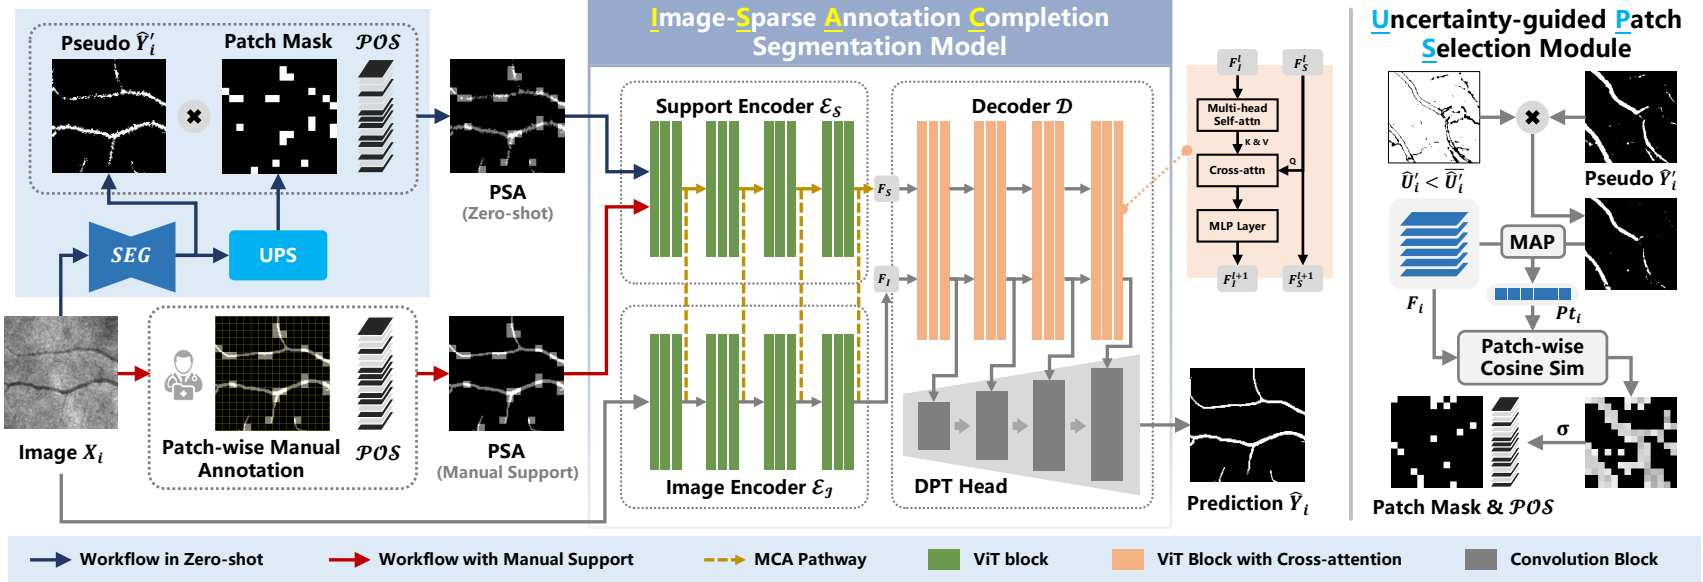 Pseudo Ŷ′ᵢ
Patch Mask
𝒫𝒪𝒮
SEG
UPS
PSA
(Zero-shot)
Image Xᵢ
Patch-wise Manual
Annotation
𝒫𝒪𝒮
PSA
(Manual Support)
Image-Sparse Annotation Completion
Segmentation Model
Support Encoder ℰ_S
Image Encoder ℰ_ℐ
F_S
F_I
Decoder 𝒟
DPT Head
F_I^l
F_S^l
Multi-head
Self-attn
K & V
Q
Cross-attn
MLP Layer
F_I^{l+1}
F_S^{l+1}
Prediction Ŷᵢ
Uncertainty-guided Patch
Selection Module
Û′ᵢ < \overline{Û′ᵢ}
Pseudo Ŷ′ᵢ
MAP
Fᵢ
Ptᵢ
Patch-wise
Cosine Sim
σ
Patch Mask & 𝒫𝒪𝒮
Workflow in Zero-shot
Workflow with Manual Support
MCA Pathway
ViT block
ViT Block with Cross-attention
Convolution Block